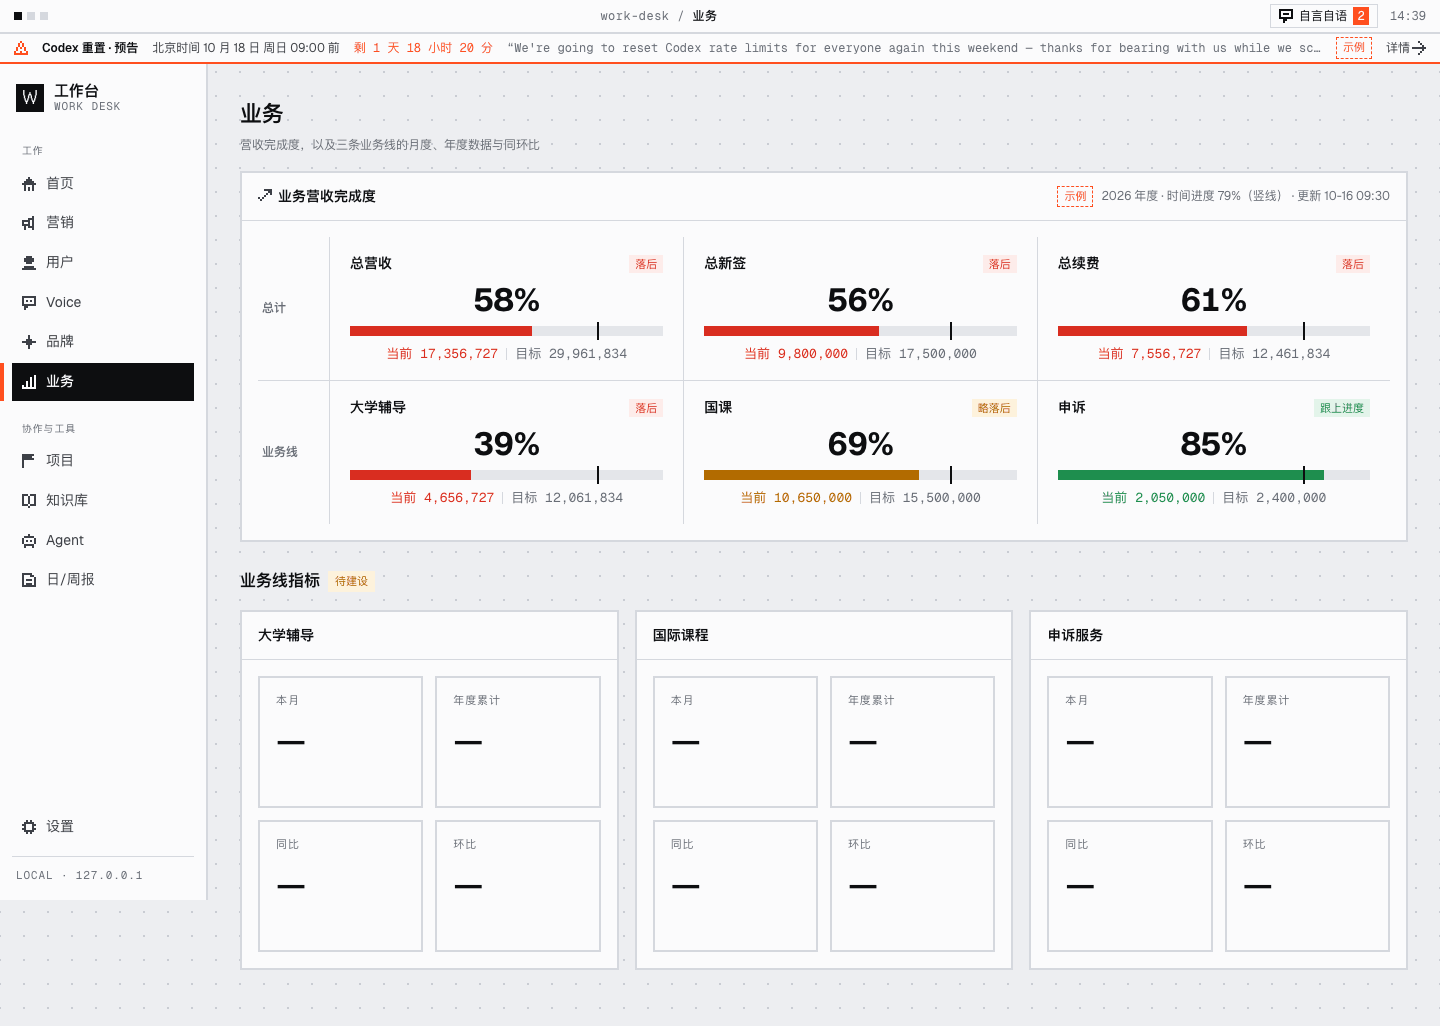 work-desk / 业务
自言自语 2
14:39
Codex 重置 · 预告 北京时间 10 月 18 日 周日 09:00 前 剩 1 天 18 小时 20 分 “We're going to reset Codex rate limits for everyone again this weekend — thanks for bearing with us while we sc… 示例 详情
W 工作台
WORK DESK
工作
首页
营销
用户
Voice
品牌
业务
协作与工具
项目
知识库
Agent
日/周报
设置
LOCAL · 127.0.0.1
业务
营收完成度，以及三条业务线的月度、年度数据与同环比
业务营收完成度
示例 2026 年度 · 时间进度 79%（竖线） · 更新 10-16 09:30
总计
总营收 落后
58%
当前 17,356,727 目标 29,961,834
总新签 落后
56%
当前 9,800,000 目标 17,500,000
总续费 落后
61%
当前 7,556,727 目标 12,461,834
业务线
大学辅导 落后
39%
当前 4,656,727 目标 12,061,834
国课 略落后
69%
当前 10,650,000 目标 15,500,000
申诉 跟上进度
85%
当前 2,050,000 目标 2,400,000
业务线指标 待建设
大学辅导
本月
—
年度累计
—
同比
—
环比
—
国际课程
本月
—
年度累计
—
同比
—
环比
—
申诉服务
本月
—
年度累计
—
同比
—
环比
—